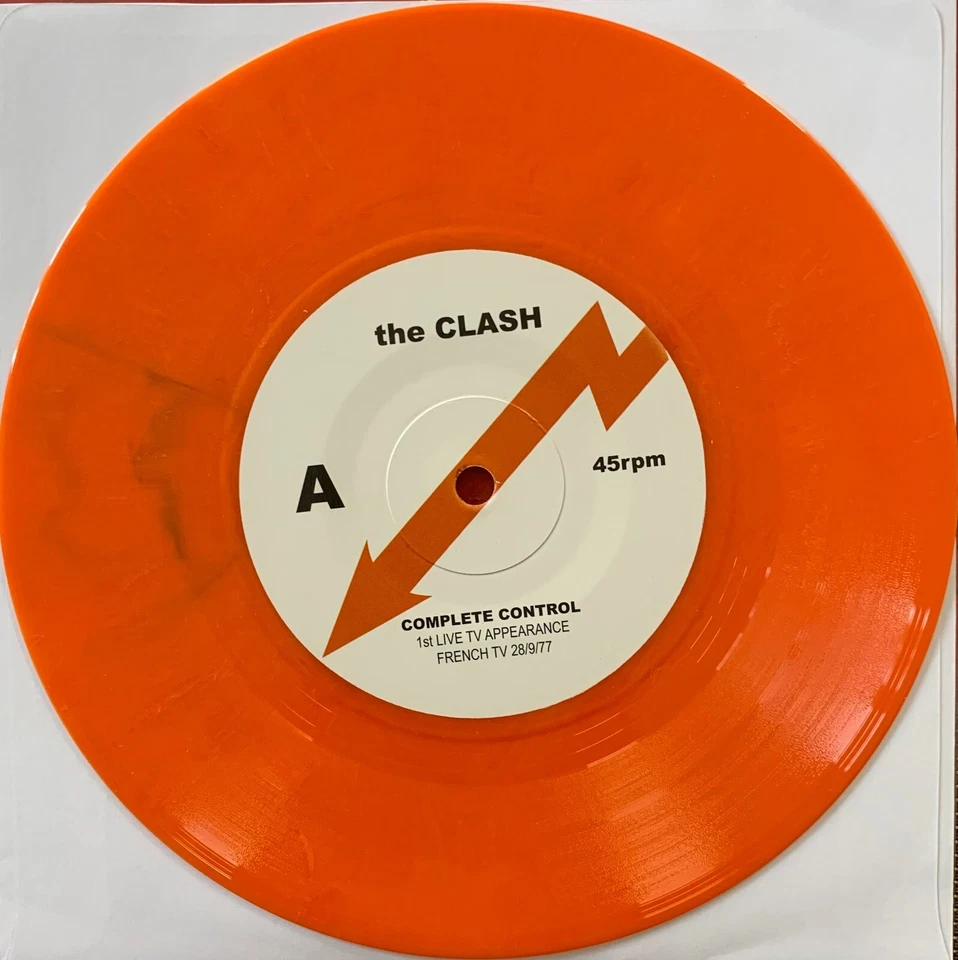 the CLASH
A
45rpm
COMPLETE CONTROL
1st LIVE TV APPEARANCE
FRENCH TV 28/9/77